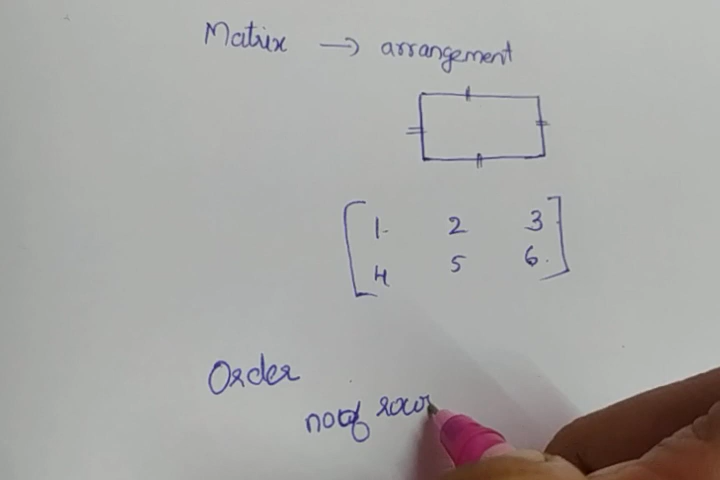 Matrix → arrangement
1 2 3
4 5 6
Order
no of rows